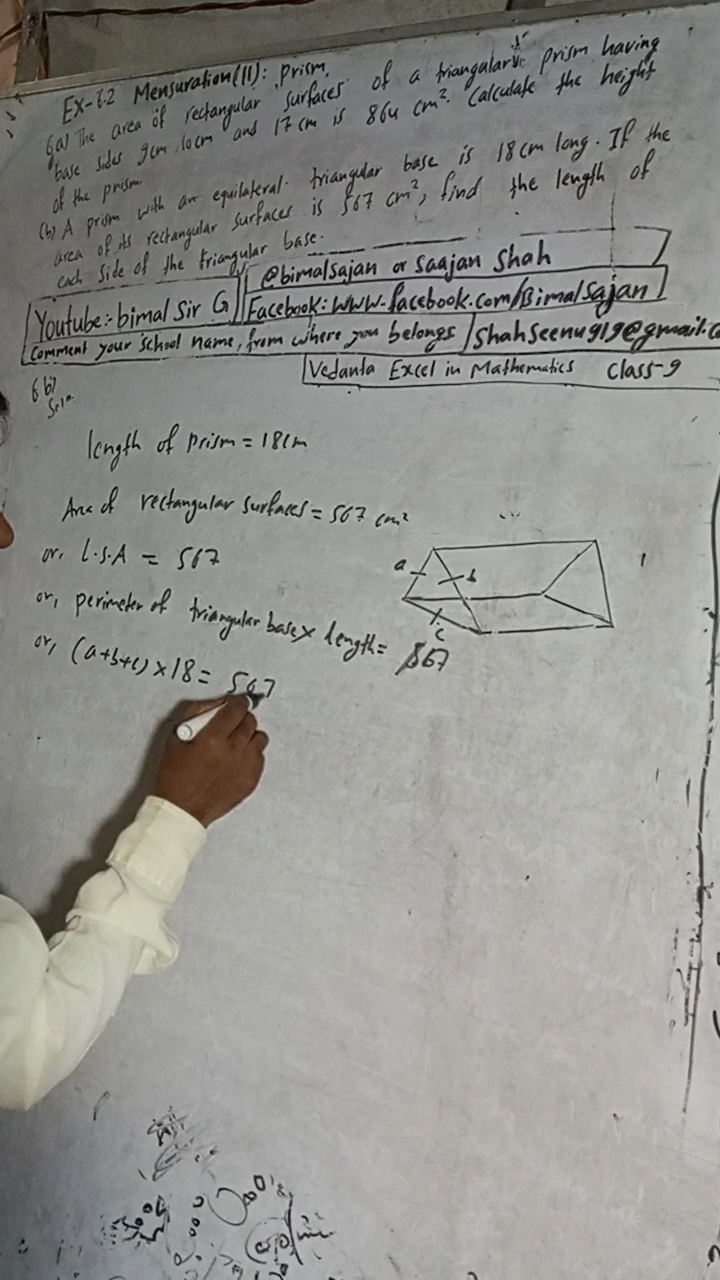 Ex-6.2 Mensuration(II): Prism.
6a) The area of rectangular surfaces of a triangular prism having
base sides 9cm, 10cm and 17cm is 864 cm². Calculate the height
of the prism
(b) A prism with an equilateral triangular base is 18cm long. If the
area of its rectangular surfaces is 567 cm², find the length of
each side of the triangular base.
@bimalsajan or saajan shah
Youtube:- bimal Sir G
Facebook: www.facebook.com/Bimalsajan
Comment your school name, from where you belongs
shahseenu919@gmail.c
Vedanta Excel in Mathematics Class-9
6 b)
Soln.
length of prism = 18cm
Area of rectangular surfaces = 567 cm²
or, L.S.A = 567
or, perimeter of triangular base × length = 567
or, (a+b+c) × 18 = 567
a
b
c